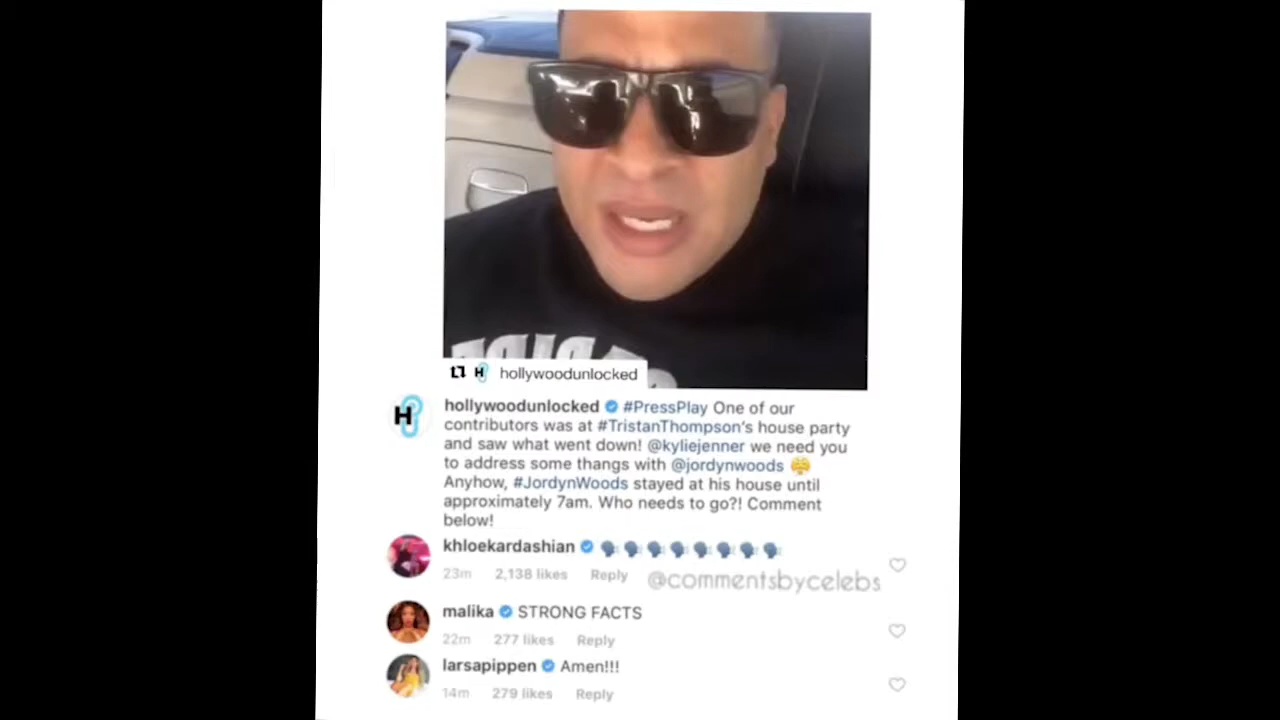 hollywoodunlocked
hollywoodunlocked #PressPlay One of our
contributors was at #TristanThompson's house party
and saw what went down! @kyliejenner we need you
to address some thangs with @jordynwoods 😤
Anyhow, #JordynWoods stayed at his house until
approximately 7am. Who needs to go?! Comment
below!
khloekardashian 🗣🗣🗣🗣🗣🗣🗣🗣
23m 2,138 likes Reply
@commentsbycelebs
malika STRONG FACTS
22m 277 likes Reply
larsapippen Amen!!!
14m 279 likes Reply